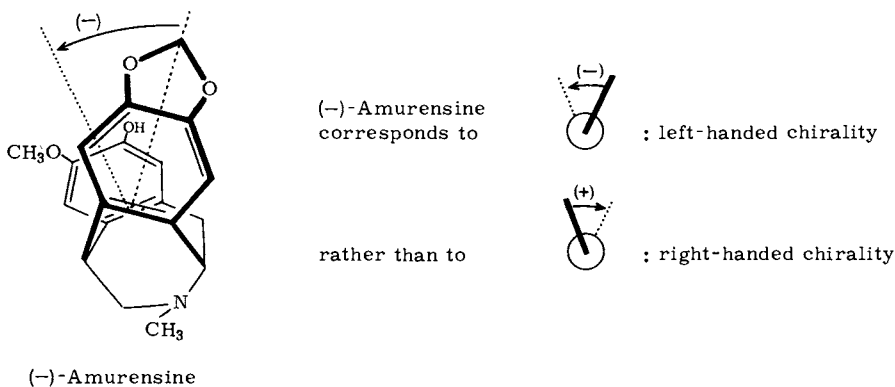 (−)
O
O
OH
CH₃O
N
CH₃
(−)-Amurensine
(−)-Amurensine
corresponds to
(−)
: left-handed chirality
rather than to
(+)
: right-handed chirality